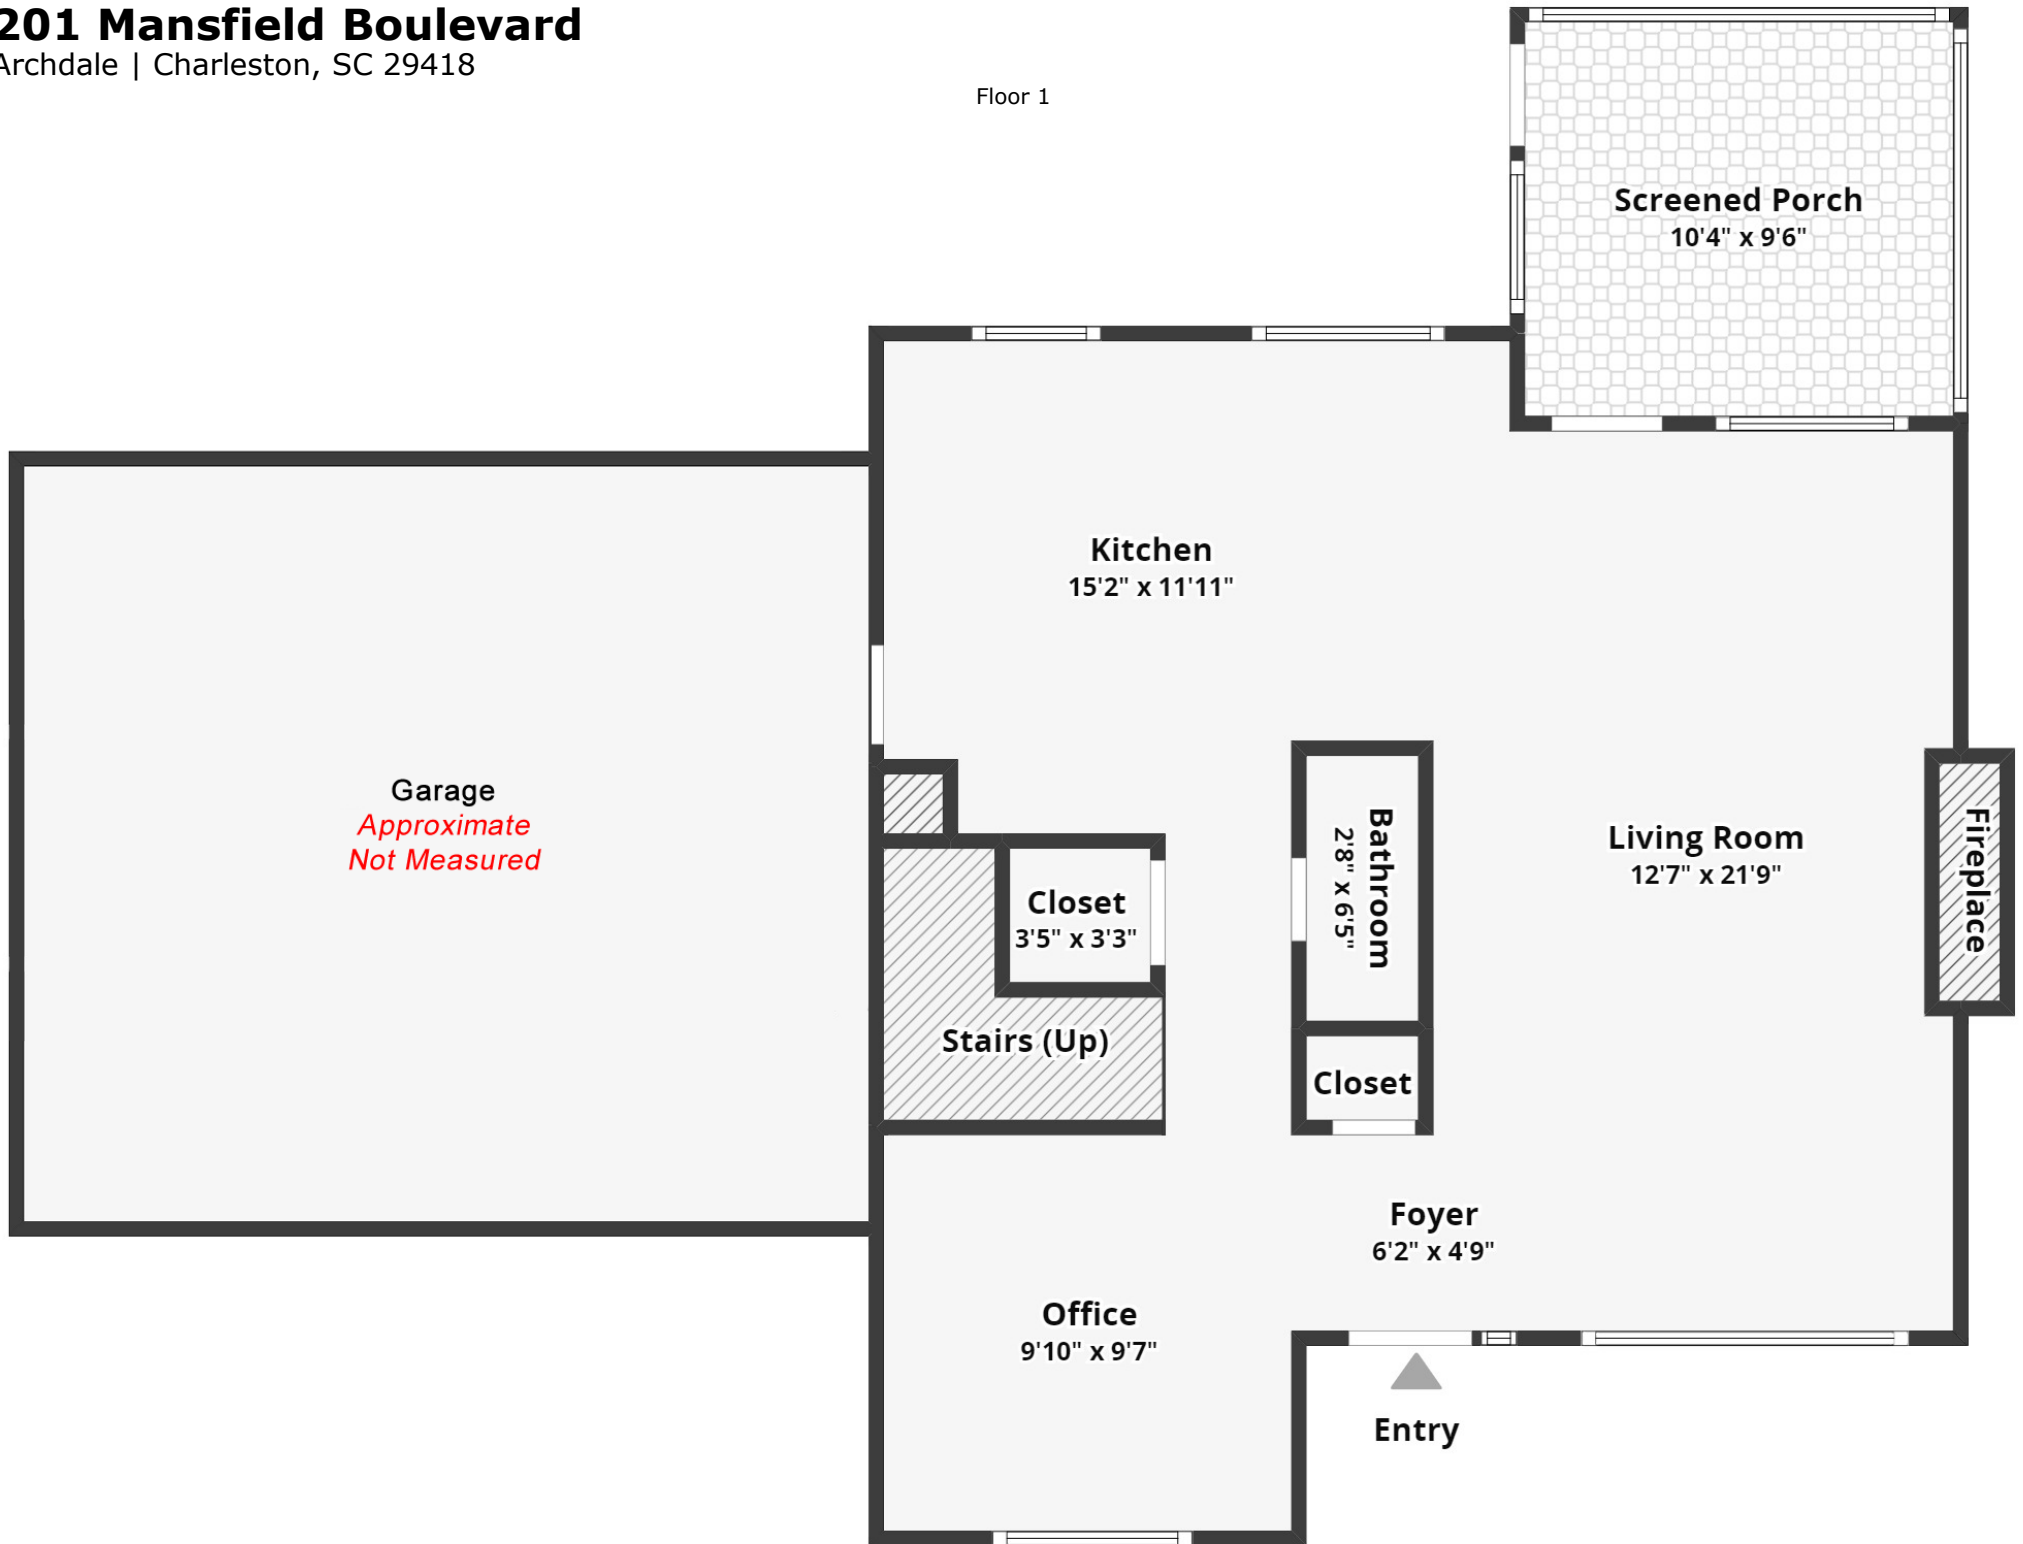 201 Mansfield Boulevard
Archdale | Charleston, SC 29418
Floor 1
Screened Porch
10'4" x 9'6"
Kitchen
15'2" x 11'11"
Garage
Approximate
Not Measured
Bathroom
2'8" x 6'5"
Living Room
12'7" x 21'9"
Fireplace
Closet
3'5" x 3'3"
Stairs (Up)
Closet
Foyer
6'2" x 4'9"
Office
9'10" x 9'7"
Entry